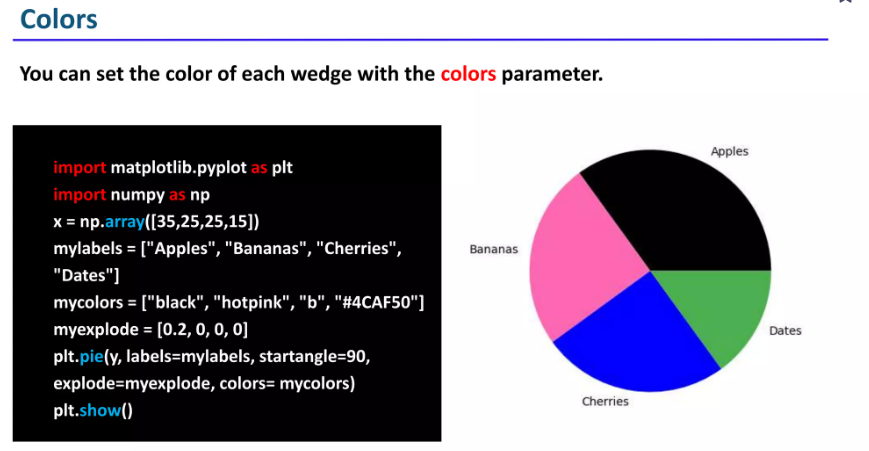 Colors
You can set the color of each wedge with the colors parameter.
import matplotlib.pyplot as plt
import numpy as np
x = np.array([35,25,25,15])
mylabels = ["Apples", "Bananas", "Cherries",
"Dates"]
mycolors = ["black", "hotpink", "b", "#4CAF50"]
myexplode = [0.2, 0, 0, 0]
plt.pie(y, labels=mylabels, startangle=90,
explode=myexplode, colors= mycolors)
plt.show()
Apples
Bananas
Dates
Cherries